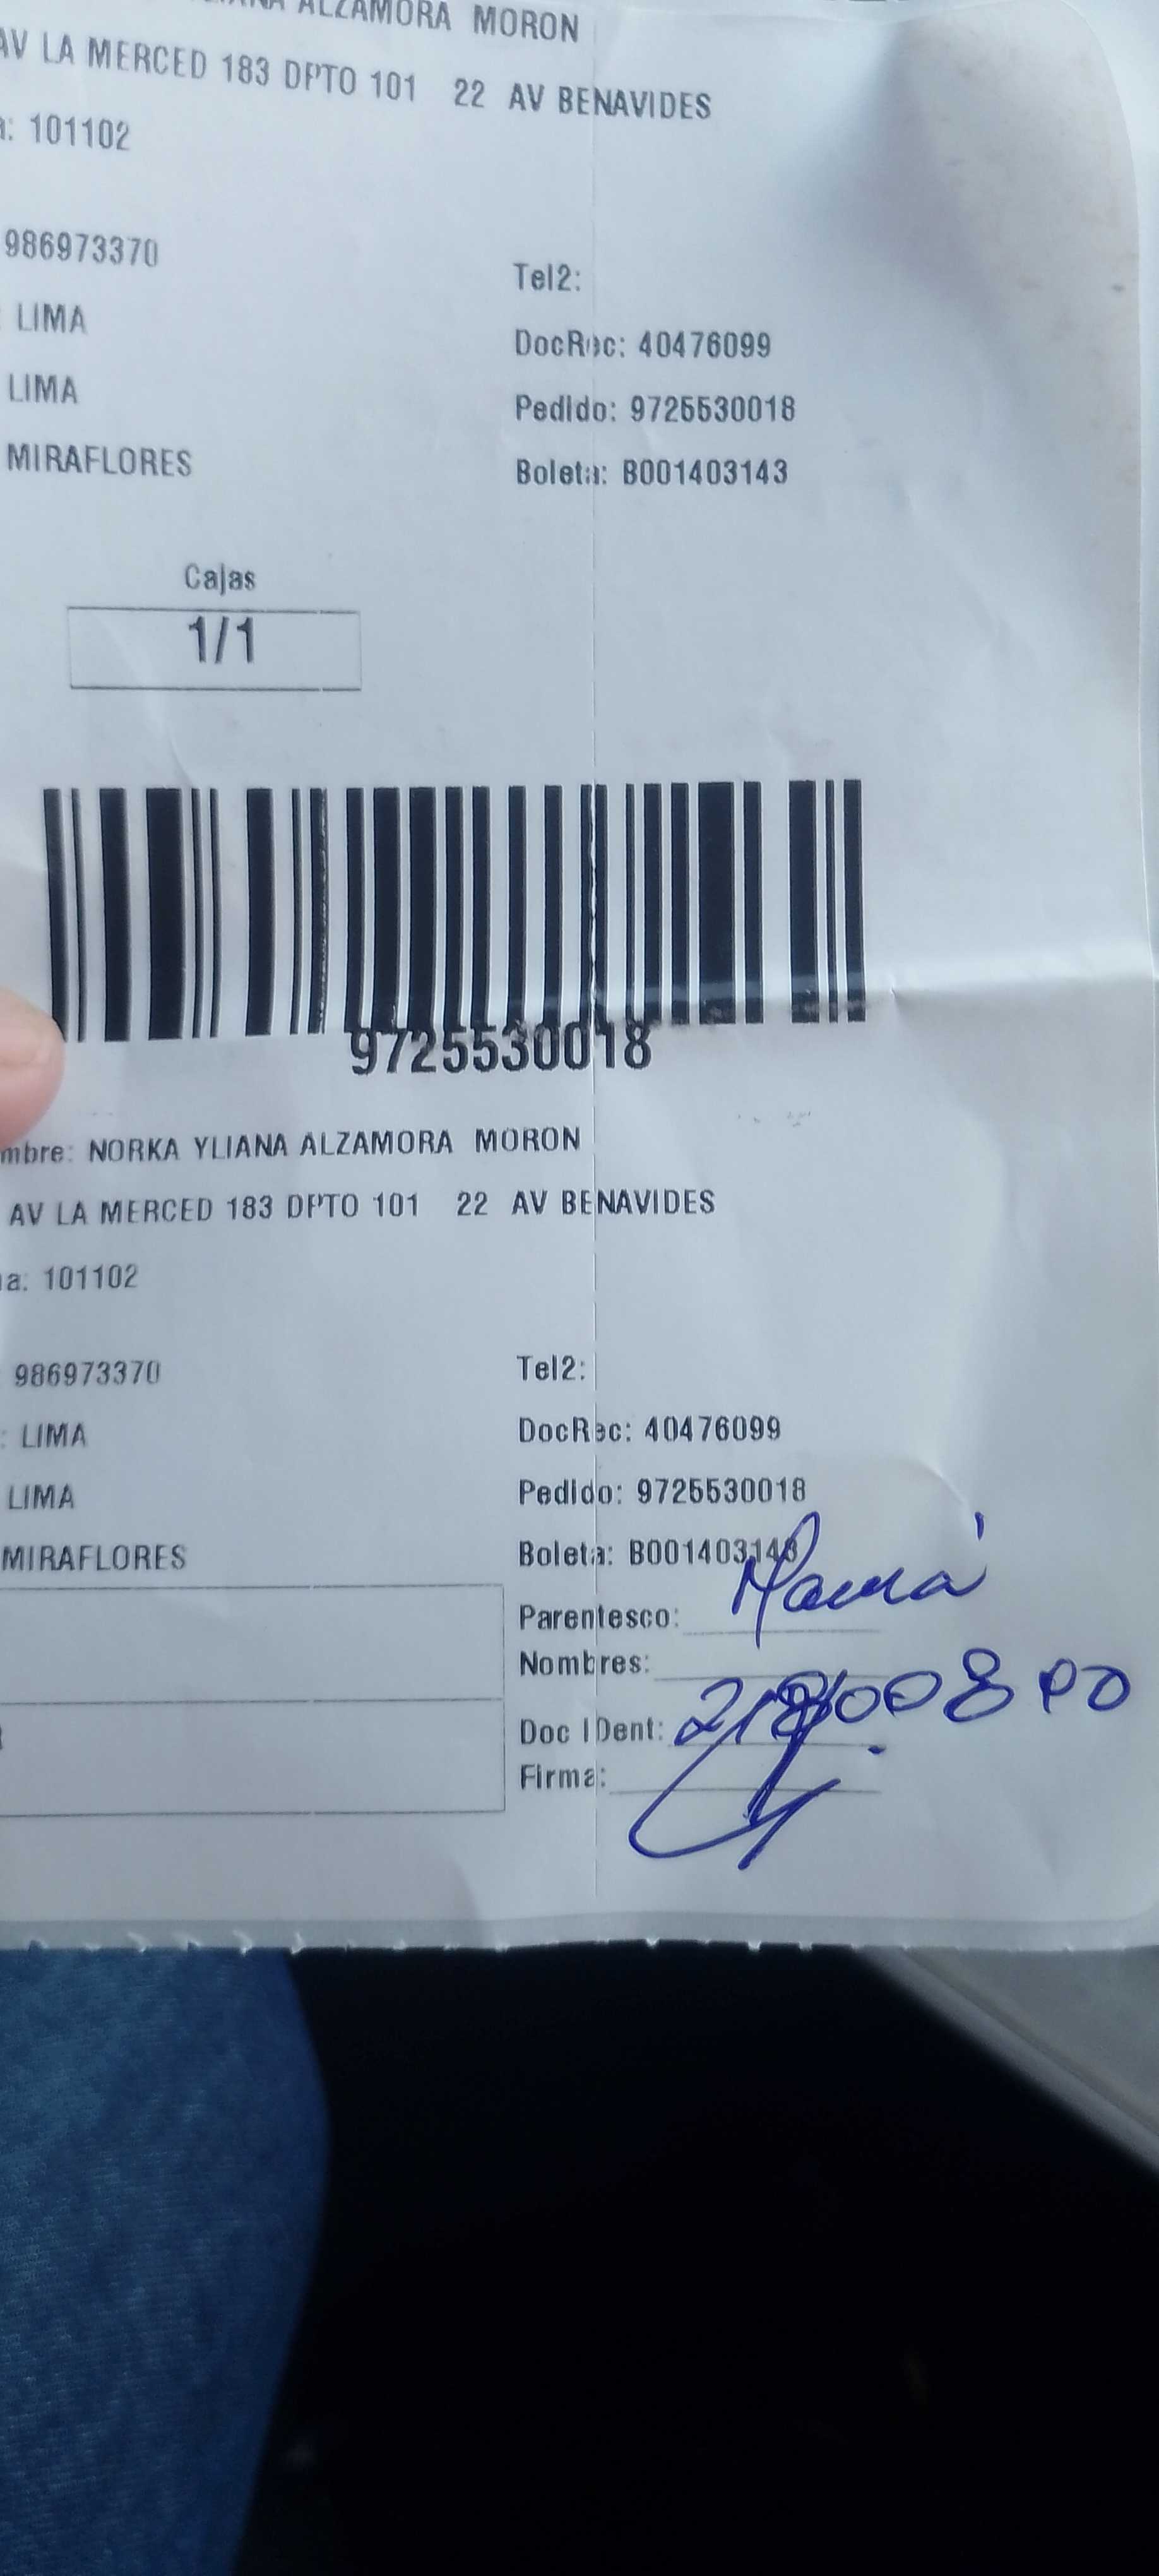 ALZAMORA MORON
AV LA MERCED 183 DPTO 101 22 AV BENAVIDES
a: 101102
986973370
Tel2:
: LIMA
DocRec: 40476099
LIMA
Pedido: 9725530018
MIRAFLORES
Boleta: B001403143
Cajas
1/1
9725530018
mbre: NORKA YLIANA ALZAMORA MORON
AV LA MERCED 183 DPTO 101 22 AV BENAVIDES
na: 101102
986973370
Tel2:
: LIMA
DocRec: 40476099
LIMA
Pedido: 9725530018
MIRAFLORES
Boleta: B001403143
Parentesco: Mamá
Nombres:
Doc IDent:
Firma: